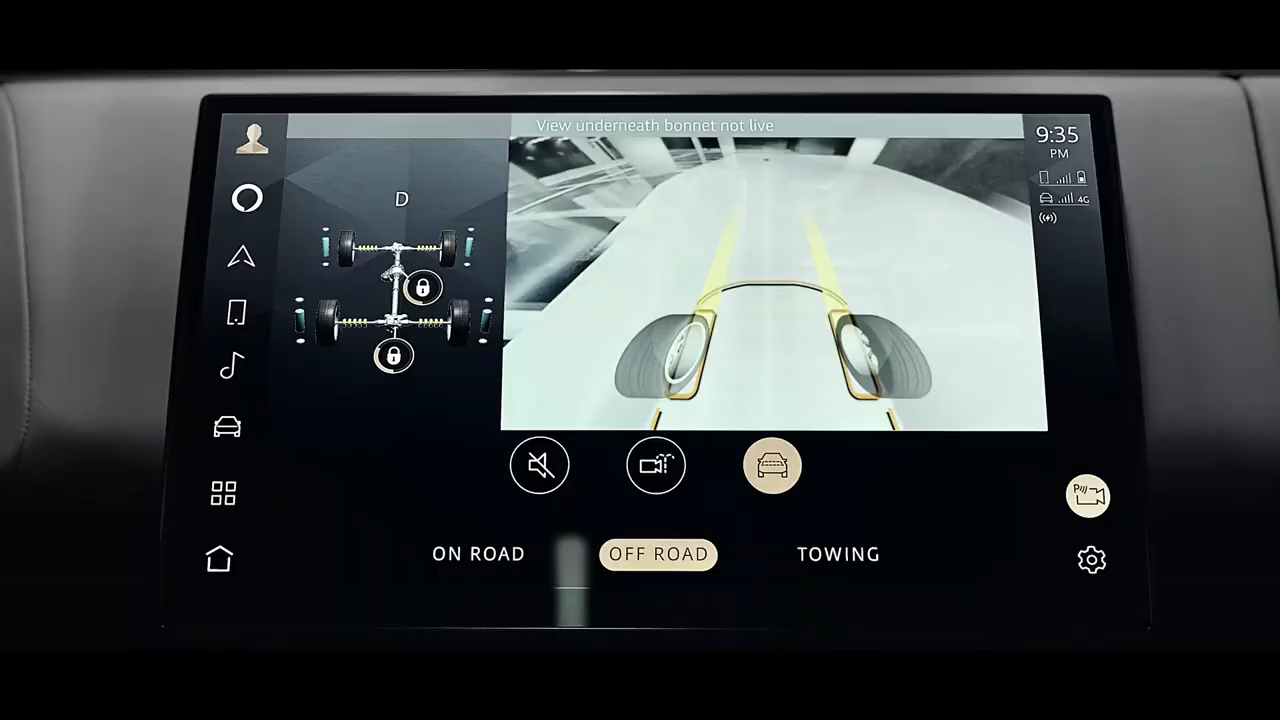 View underneath bonnet not live
9:35
PM
4G
D
P
ON ROAD
OFF ROAD
TOWING